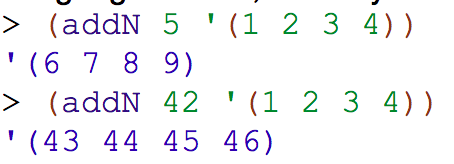 > (addN 5 '(1 2 3 4))
'(6 7 8 9)
> (addN 42 '(1 2 3 4))
'(43 44 45 46)